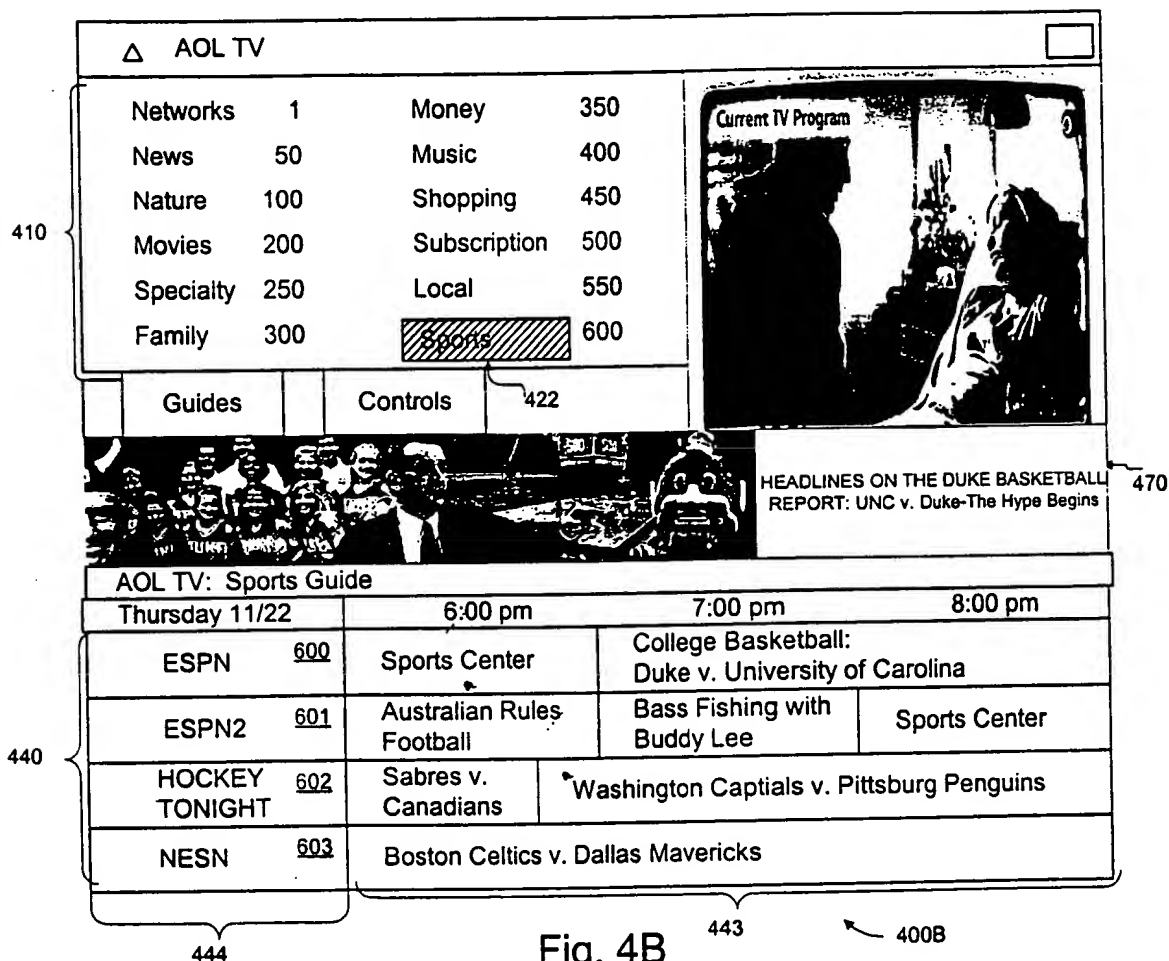 △ AOL TV
Networks 1 Money 350
News 50 Music 400
Nature 100 Shopping 450
Movies 200 Subscription 500
Specialty 250 Local 550
Family 300 Sports 600
410
Current TV Program
Guides Controls 422
HEADLINES ON THE DUKE BASKETBALL
REPORT: UNC v. Duke-The Hype Begins
470
AOL TV: Sports Guide
Thursday 11/22 6:00 pm 7:00 pm 8:00 pm
ESPN 600 Sports Center College Basketball:
Duke v. University of Carolina
ESPN2 601 Australian Rules Football Bass Fishing with Buddy Lee Sports Center
440
HOCKEY TONIGHT 602 Sabres v. Canadians Washington Captials v. Pittsburg Penguins
NESN 603 Boston Celtics v. Dallas Mavericks
444 443 400B
Fig. 4B